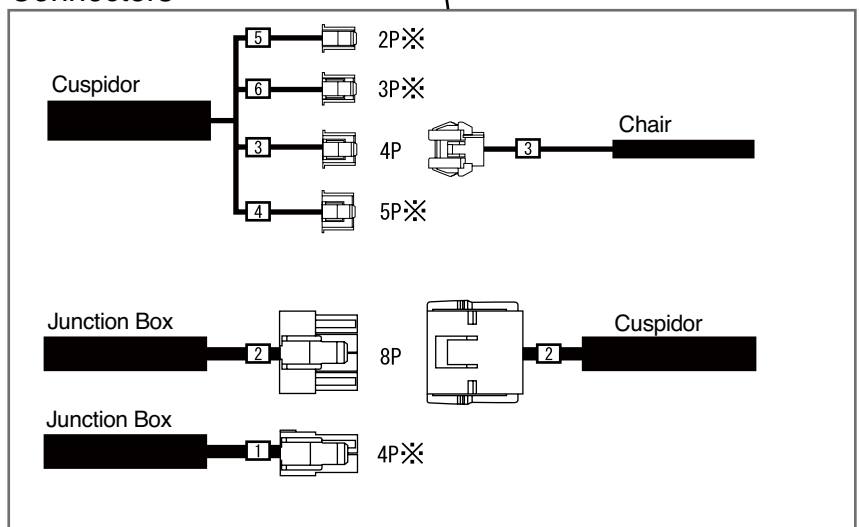 Connectors
5 2P※
Cuspidor
6 3P※
Chair
3 4P 3
4 5P※
Junction Box
Cuspidor
2 8P 2
Junction Box
1 4P※